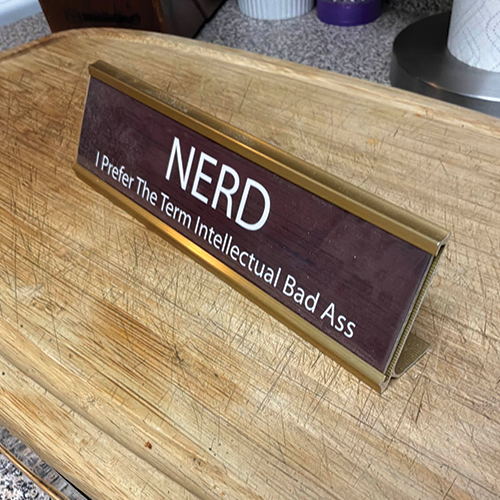 NERD
I Prefer The Term Intellectual Bad Ass